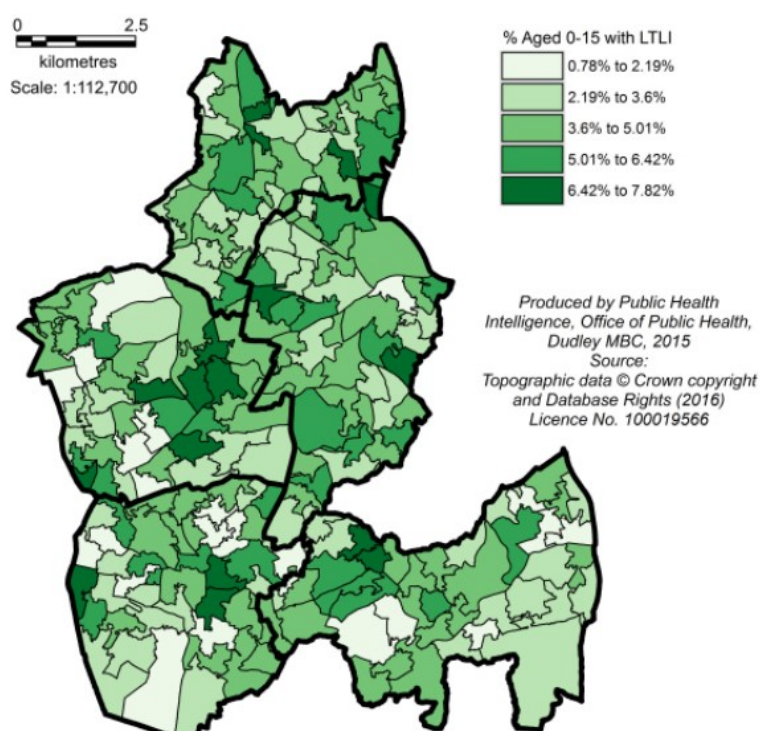 0 2.5
kilometres
Scale: 1:112,700
% Aged 0-15 with LTLI
0.78% to 2.19%
2.19% to 3.6%
3.6% to 5.01%
5.01% to 6.42%
6.42% to 7.82%
Produced by Public Health
Intelligence, Office of Public Health,
Dudley MBC, 2015
Source:
Topographic data © Crown copyright
and Database Rights (2016)
Licence No. 100019566